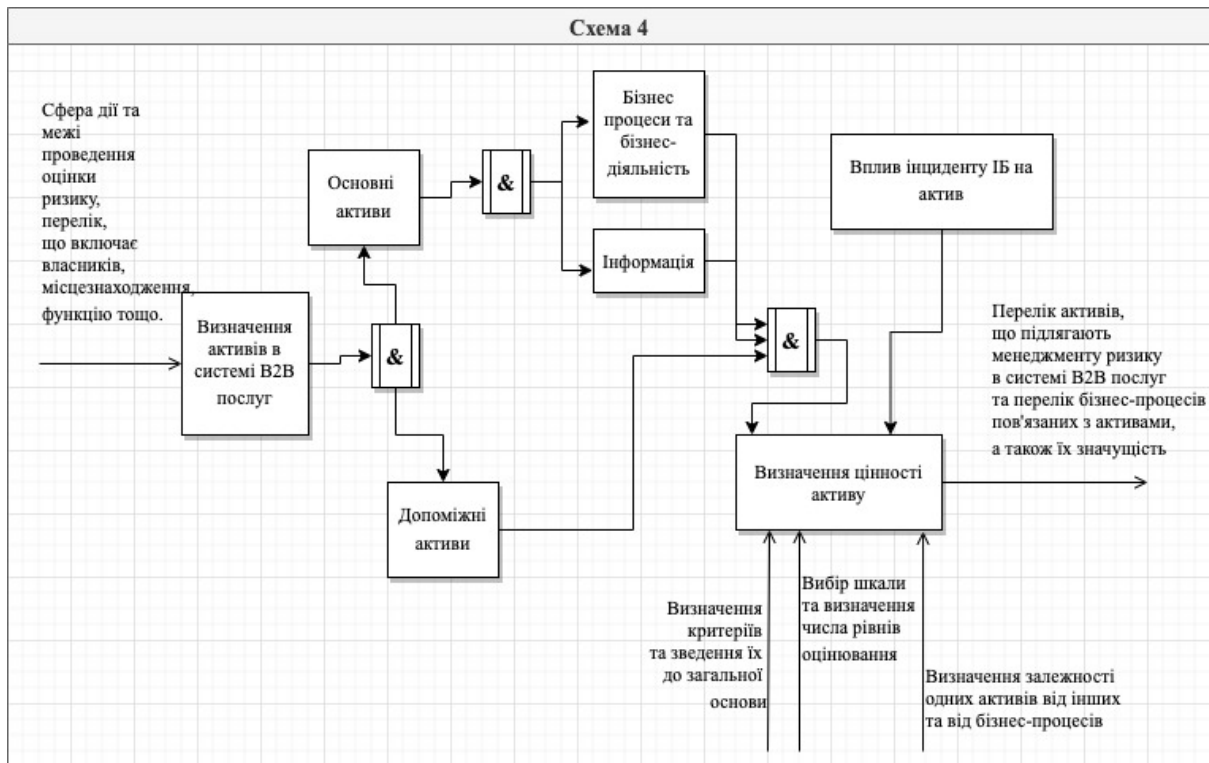 Схема 4
Сфера дії та
межі
проведення
оцінки
ризику,
перелік,
що включає
власників,
місцезнаходження,
функцію тощо.
Визначення
активів в
системі B2B
послуг
&
Основні
активи
&
Бізнес
процеси та
бізнес-
діяльність
Інформація
Допоміжні
активи
&
Вплив інциденту ІБ на
актив
Визначення цінності
активу
Перелік активів,
що підлягають
менеджменту ризику
в системі B2B послуг
та перелік бізнес-процесів
пов'язаних з активами,
а також їх значущість
Визначення
критеріїв
та зведення їх
до загальної
основи
Вибір шкали
та визначення
числа рівнів
оцінювання
Визначення залежності
одних активів від інших
та від бізнес-процесів